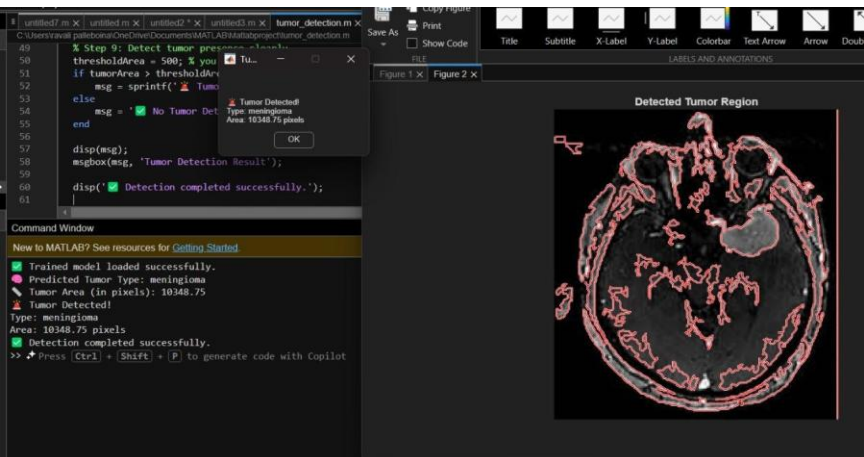 untitled7.m × untitled.m × untitled2 * × untitled3.m × tumor_detection.m ×
C:\Users\ravali palleboina\OneDrive\Documents\MATLAB\Matlabproject\tumor_detection.m
49 % Step 9: Detect tumor presence cleanly
50 thresholdArea = 500; % you
51 if tumorArea > thresholdAre
52 msg = sprintf('🚨 Tumo
53 else
54 msg = '✅ No Tumor Det
55 end
56
57 disp(msg);
58 msgbox(msg, 'Tumor Detection Result');
59
60 disp('✅ Detection completed successfully.');
61
Tu...
🚨 Tumor Detected!
Type: meningioma
Area: 10348.75 pixels
OK
Command Window
New to MATLAB? See resources for Getting Started.
✅ Trained model loaded successfully.
🧠 Predicted Tumor Type: meningioma
📏 Tumor Area (in pixels): 10348.75
🚨 Tumor Detected!
Type: meningioma
Area: 10348.75 pixels
✅ Detection completed successfully.
>> Press Ctrl + Shift + P to generate code with Copilot
Save As
Copy Figure
Print
Show Code
FILE
Title
Subtitle
X-Label
Y-Label
Colorbar
Text Arrow
Arrow
Doub
LABELS AND ANNOTATIONS
Figure 1 × Figure 2 ×
Detected Tumor Region